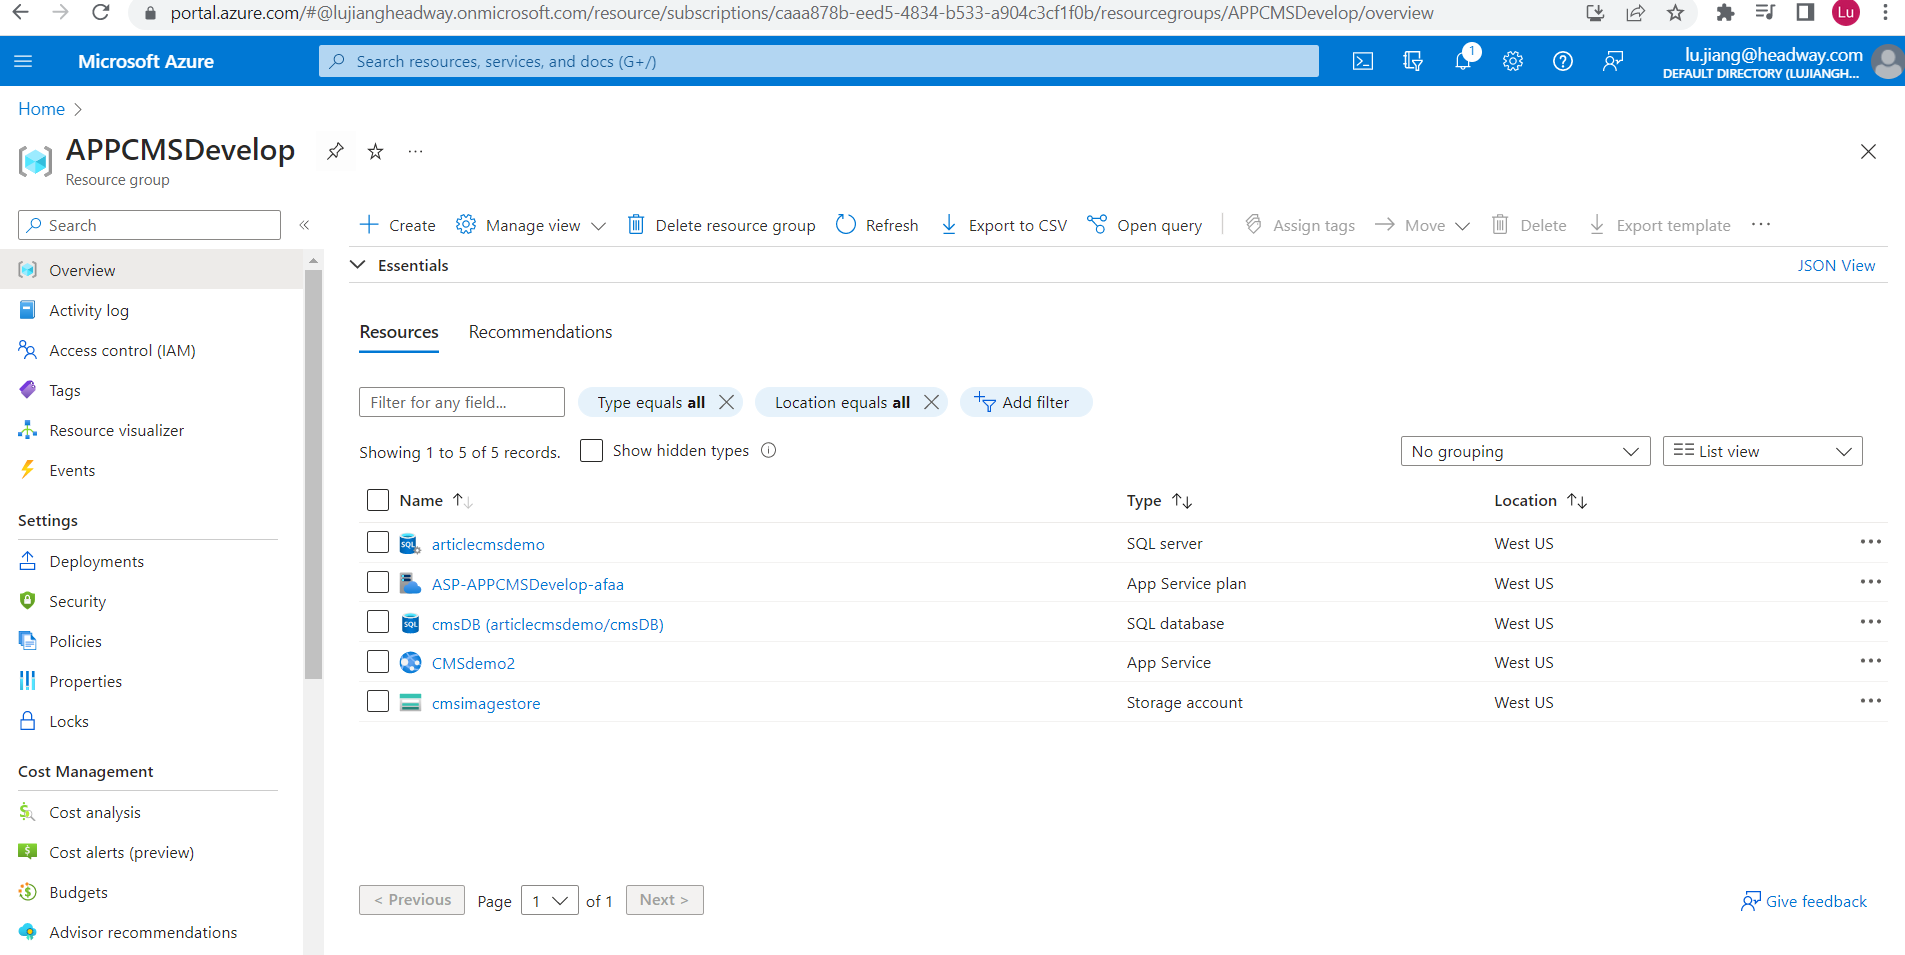 portal.azure.com/#@lujiangheadway.onmicrosoft.com/resource/subscriptions/caaa878b-eed5-4834-b533-a904c3cf1f0b/resourcegroups/APPCMSDevelop/overview
Lu
Microsoft Azure
Search resources, services, and docs (G+/)
1
lu.jiang@headway.com
DEFAULT DIRECTORY (LUJIANGH...
Home
APPCMSDevelop
Resource group
Search
Create
Manage view
Delete resource group
Refresh
Export to CSV
Open query
Assign tags
Move
Delete
Export template
Essentials
JSON View
Overview
Activity log
Access control (IAM)
Tags
Resource visualizer
Events
Settings
Deployments
Security
Policies
Properties
Locks
Cost Management
Cost analysis
Cost alerts (preview)
Budgets
Advisor recommendations
Resources Recommendations
Filter for any field...
Type equals all
Location equals all
Add filter
Showing 1 to 5 of 5 records.
Show hidden types
No grouping
List view
Name Type Location
articlecmsdemo SQL server West US
ASP-APPCMSDevelop-afaa App Service plan West US
cmsDB (articlecmsdemo/cmsDB) SQL database West US
CMSdemo2 App Service West US
cmsimagestore Storage account West US
< Previous Page 1 of 1 Next >
Give feedback